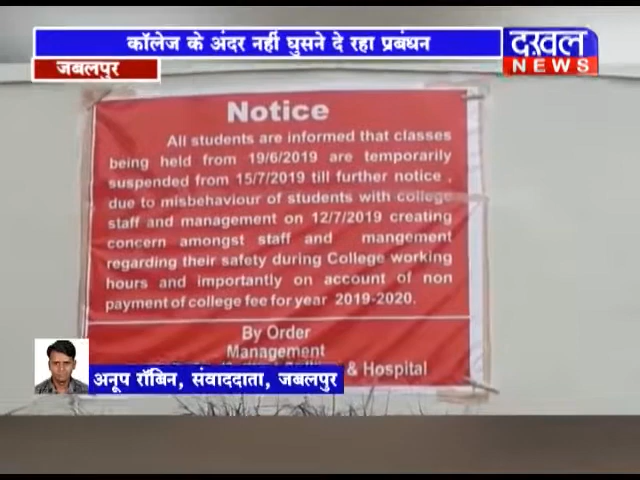 कॉलेज के अंदर नहीं घुसने दे रहा प्रबंधन
दख़ल
NEWS
जबलपुर
Notice
All students are informed that classes
being held from 19/6/2019 are temporarily
suspended from 15/7/2019 till further notice ,
due to misbehaviour of students with college
staff and management on 12/7/2019 creating
concern amongst staff and mangement
regarding their safety during College working
hours and importantly on account of non
payment of college fee for year 2019-2020.
By Order
Management
& Hospital
अनूप रॉबिन, संवाददाता, जबलपुर